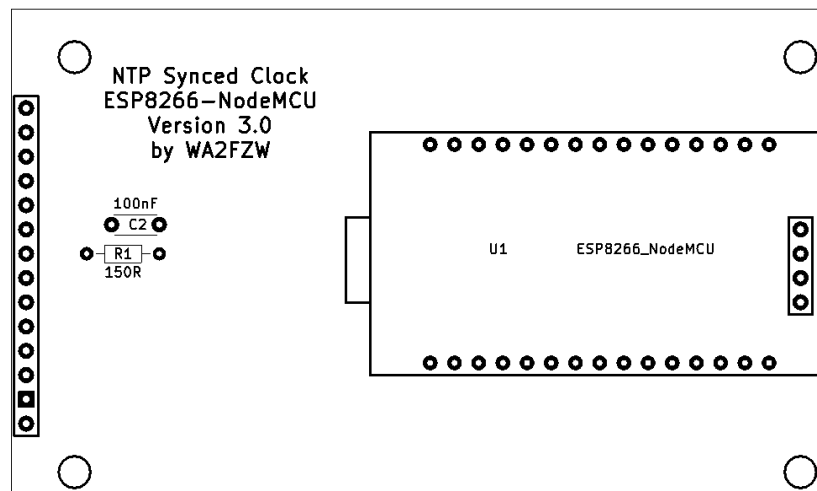 NTP Synced Clock
ESP8266-NodeMCU
Version 3.0
by WA2FZW
100nF
C2
R1
150R
U1 ESP8266_NodeMCU